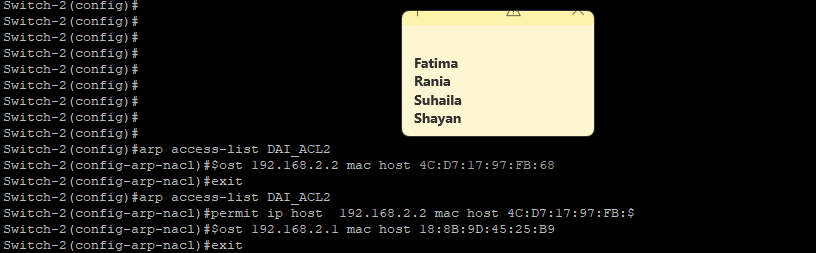 Switch-2(config)#
Switch-2(config)#
Switch-2(config)#
Switch-2(config)#
Switch-2(config)#
Switch-2(config)#
Switch-2(config)#
Switch-2(config)#
Switch-2(config)#
Switch-2(config)#arp access-list DAI_ACL2
Switch-2(config-arp-nacl)#$ost 192.168.2.2 mac host 4C:D7:17:97:FB:68
Switch-2(config-arp-nacl)#exit
Switch-2(config)#arp access-list DAI_ACL2
Switch-2(config-arp-nacl)#permit ip host  192.168.2.2 mac host 4C:D7:17:97:FB:$
Switch-2(config-arp-nacl)#$ost 192.168.2.1 mac host 18:8B:9D:45:25:B9
Switch-2(config-arp-nacl)#exit
Fatima
Rania
Suhaila
Shayan